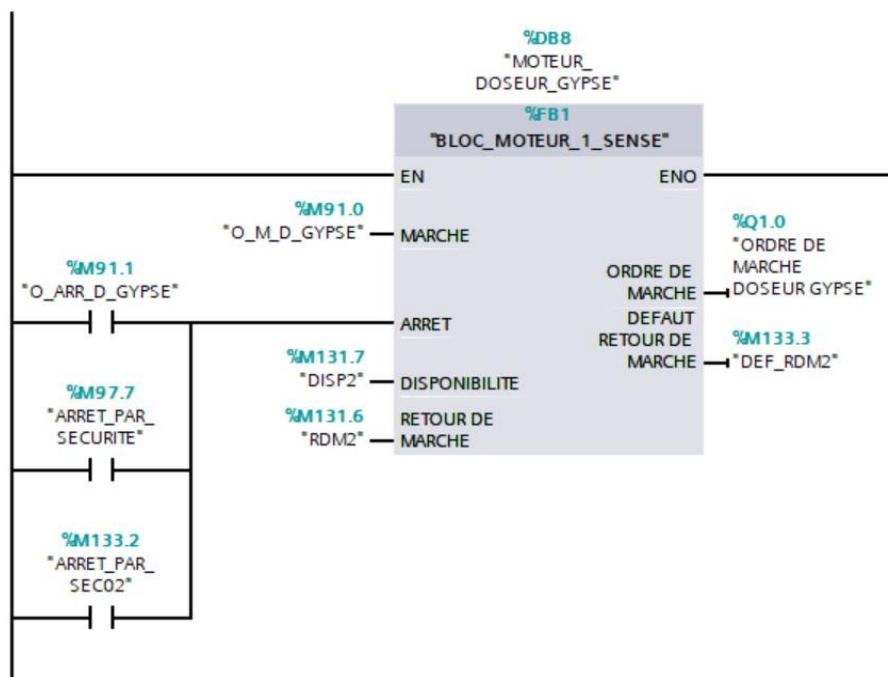 %DB8
"MOTEUR_
DOSEUR_GYPSE"
%FB1
"BLOC_MOTEUR_1_SENSE"
EN
ENO
%M91.0
"O_M_D_GYPSE"
MARCHE
%Q1.0
"ORDRE DE
MARCHE
DOSEUR GYPSE"
ORDRE DE
MARCHE
%M91.1
"O_ARR_D_GYPSE"
ARRET
DEFAUT
RETOUR DE
MARCHE
%M133.3
"DEF_RDM2"
%M131.7
"DISP2"
DISPONIBILITE
%M97.7
"ARRET_PAR_
SECURITE"
%M131.6
"RDM2"
RETOUR DE
MARCHE
%M133.2
"ARRET_PAR_
SEC02"